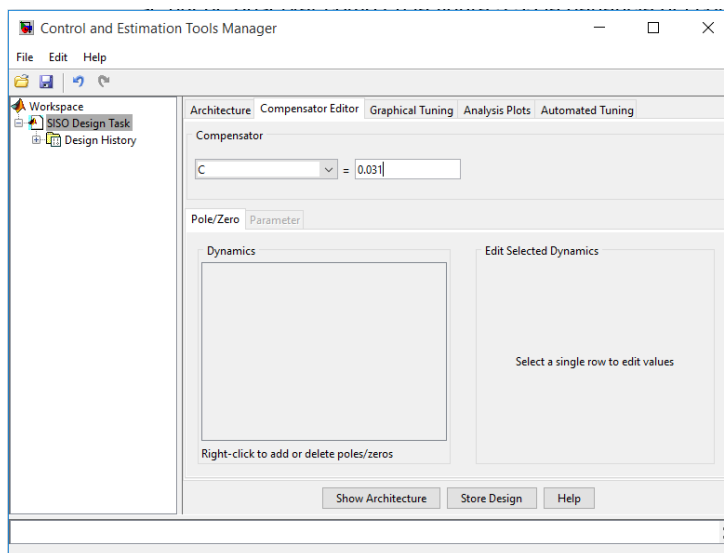 Control and Estimation Tools Manager
File Edit Help
Workspace
SISO Design Task
Design History
Architecture Compensator Editor Graphical Tuning Analysis Plots Automated Tuning
Compensator
C = 0.031
Pole/Zero Parameter
Dynamics
Edit Selected Dynamics
Select a single row to edit values
Right-click to add or delete poles/zeros
Show Architecture Store Design Help